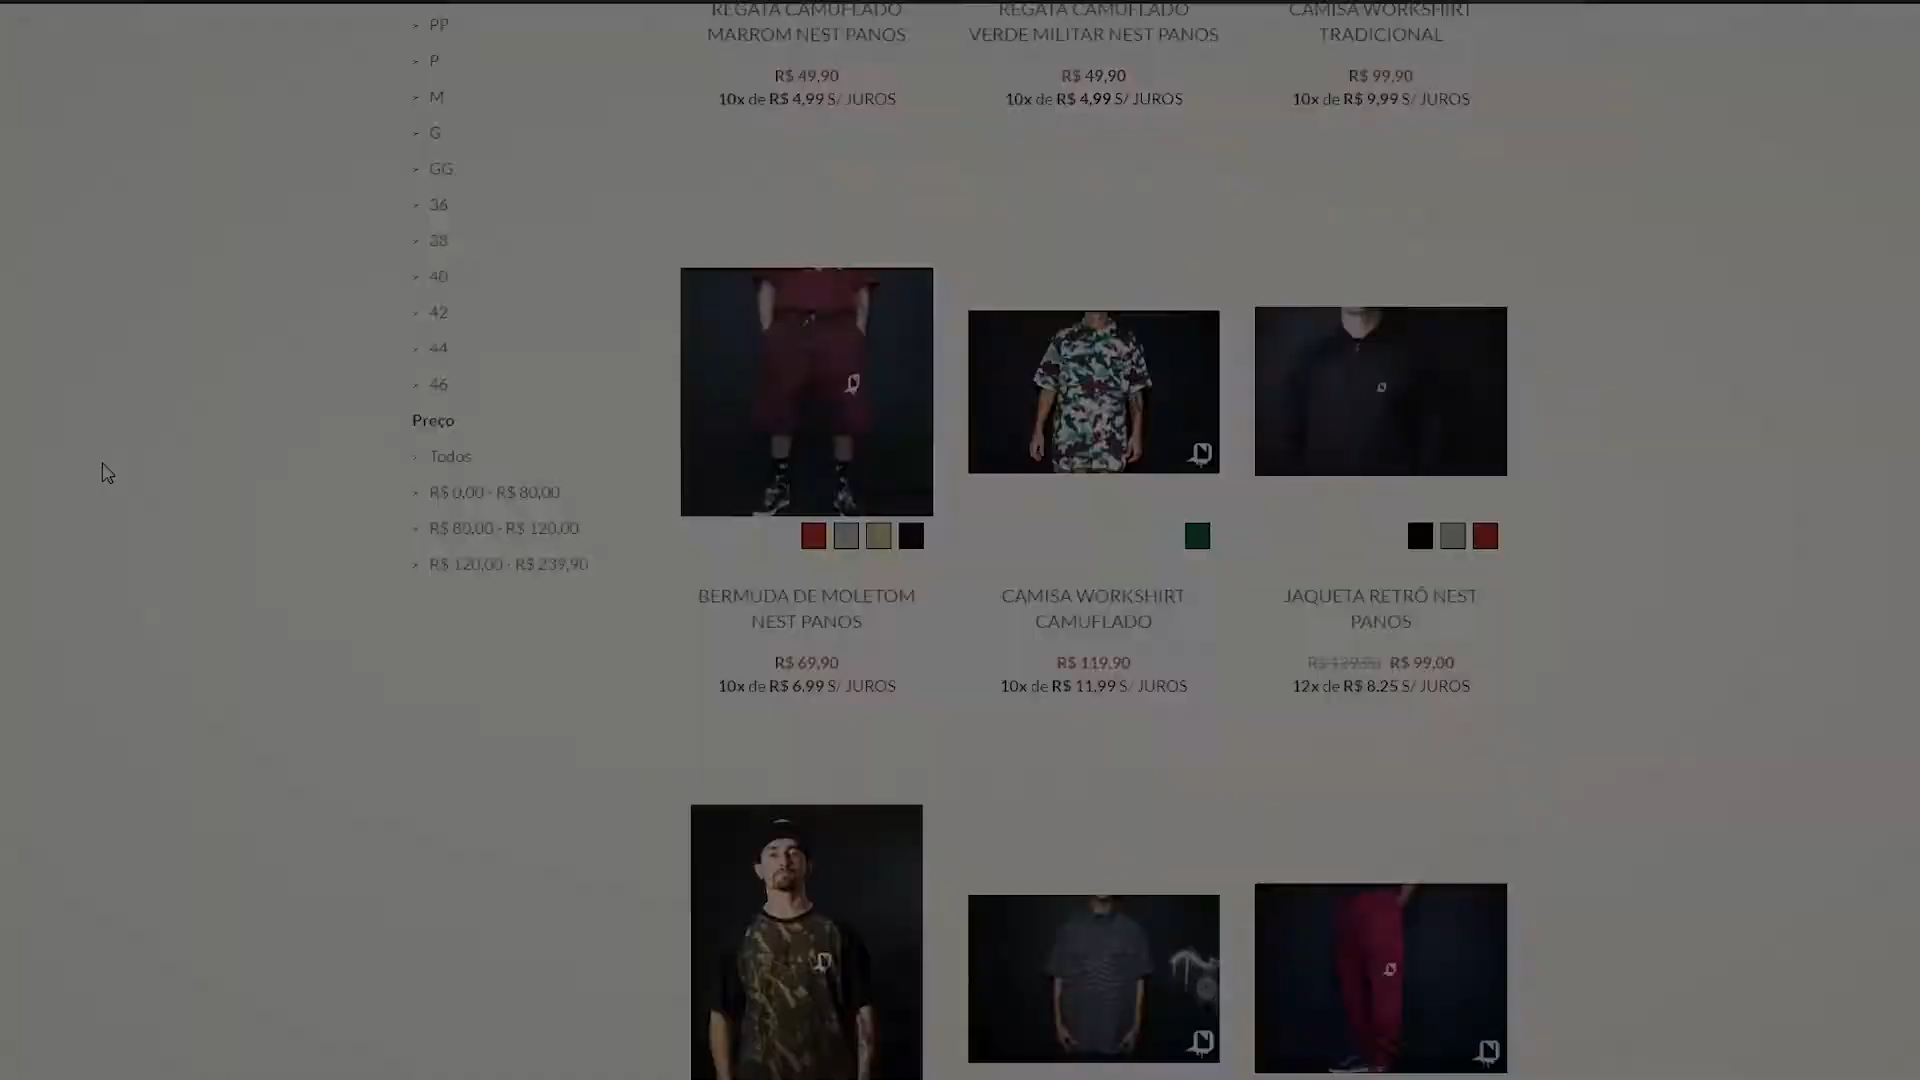 PP
P
M
G
GG
36
38
40
42
44
46
Preço
Todos
R$ 0,00 - R$ 80,00
R$ 80,00 - R$ 120,00
R$ 120,00 - R$ 239,90
REGATA CAMUFLADO
MARROM NEST PANOS
R$ 49,90
10x de R$ 4,99 S/ JUROS
REGATA CAMUFLADO
VERDE MILITAR NEST PANOS
R$ 49,90
10x de R$ 4,99 S/ JUROS
CAMISA WORKSHIRT
TRADICIONAL
R$ 99,90
10x de R$ 9,99 S/ JUROS
BERMUDA DE MOLETOM
NEST PANOS
R$ 69,90
10x de R$ 6,99 S/ JUROS
CAMISA WORKSHIRT
CAMUFLADO
R$ 119,90
10x de R$ 11,99 S/ JUROS
JAQUETA RETRÔ NEST
PANOS
R$ 99,00
12x de R$ 8,25 S/ JUROS